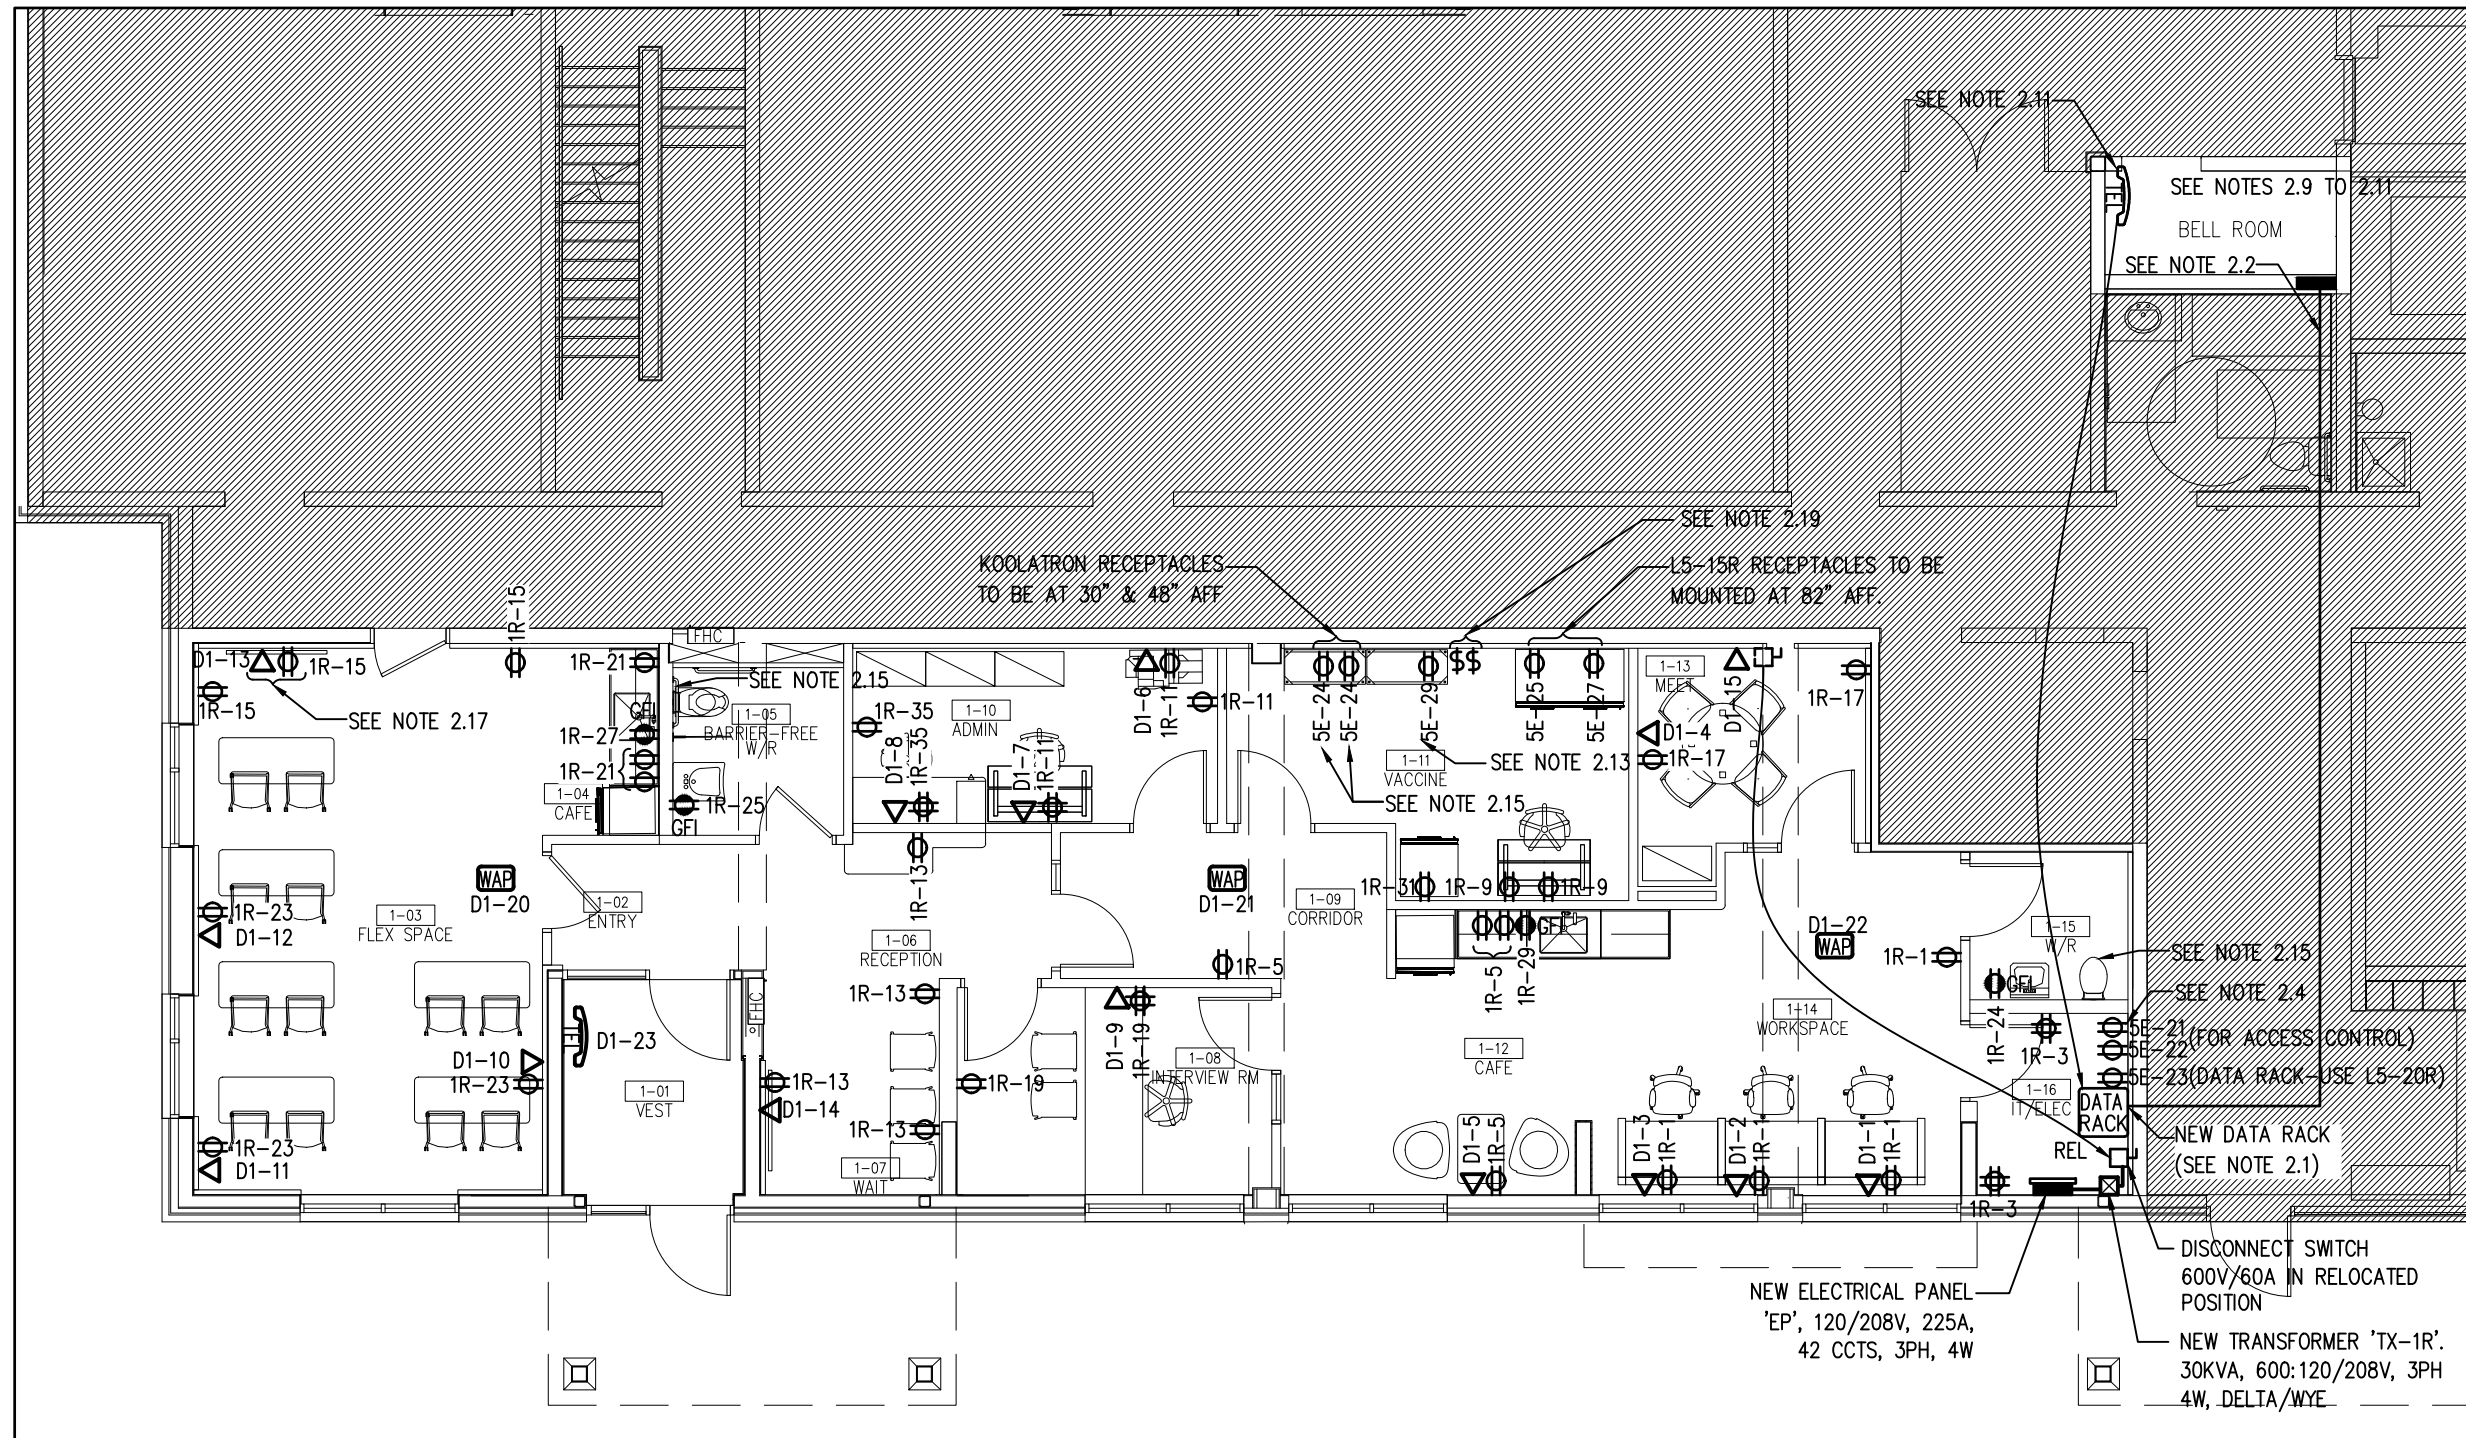 SEE NOTE 2.11
SEE NOTES 2.9 TO 2.11
BELL ROOM
SEE NOTE 2.2
SEE NOTE 2.19
KOOLATRON RECEPTACLES
TO BE AT 30" & 48" AFF
L5-15R RECEPTACLES TO BE
MOUNTED AT 82" AFF.
1R-15
FHC
D1-13
1R-15
1R-21
1R-15
SEE NOTE 2.17
SEE NOTE 2.15
GFI
1R-27
1R-21
1-04
CAFE
1-05
BARRIER-FREE
W/R
1R-25
GFI
1R-35
1-10
ADMIN
D1-8
1R-35
D1-7
1R-11
D1-6
1R-11
1R-11
5E-24
5E-24
5E-29
$$
5E-25
5E-27
SEE NOTE 2.13
1-11
VACCINE
SEE NOTE 2.15
1-13
MEET
D1-15
D1-4
1R-17
1R-17
1R-13
WAP
D1-20
1-02
ENTRY
1R-23
D1-12
1-03
FLEX SPACE
1-06
RECEPTION
WAP
D1-21
1-09
CORRIDOR
1R-31
1R-9
1R-9
GFI
1R-5
1R-29
D1-22
WAP
1R-1
1-15
W/R
SEE NOTE 2.15
GFI
SEE NOTE 2.4
1R-5
1R-13
FHC
D1-23
D1-10
1R-23
1-01
VEST
1R-13
D1-14
1R-13
1-07
WAIT
1R-19
D1-9
1R-19
1-08
INTERVIEW RM
1-12
CAFE
1-14
WORKSPACE
1R-24
1R-3
5E-21
5E-22
(FOR ACCESS CONTROL)
5E-23(DATA RACK-USE L5-20R)
1-16
IT/ELEC
DATA
RACK
NEW DATA RACK
(SEE NOTE 2.1)
REL
1R-23
D1-11
D1-5
1R-5
D1-3
1R-1
D1-2
1R-1
D1-1
1R-1
1R-3
DISCONNECT SWITCH
600V/60A IN RELOCATED
POSITION
NEW ELECTRICAL PANEL
'EP', 120/208V, 225A,
42 CCTS, 3PH, 4W
NEW TRANSFORMER 'TX-1R'.
30KVA, 600:120/208V, 3PH
4W, DELTA/WYE